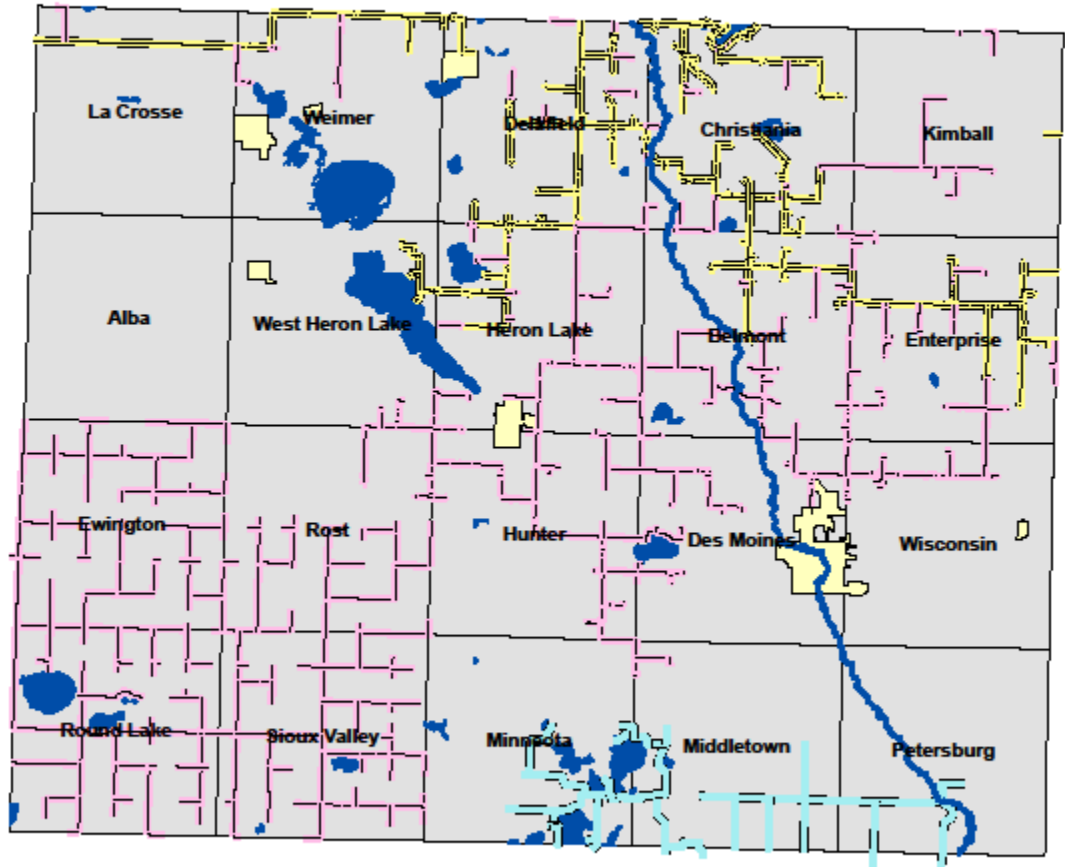 La Crosse
Weimer
Delafield
Christiania
Kimball
Alba
West Heron Lake
Heron Lake
Belmont
Enterprise
Ewington
Rost
Hunter
Des Moines
Wisconsin
Round Lake
Sioux Valley
Minneota
Middletown
Petersburg